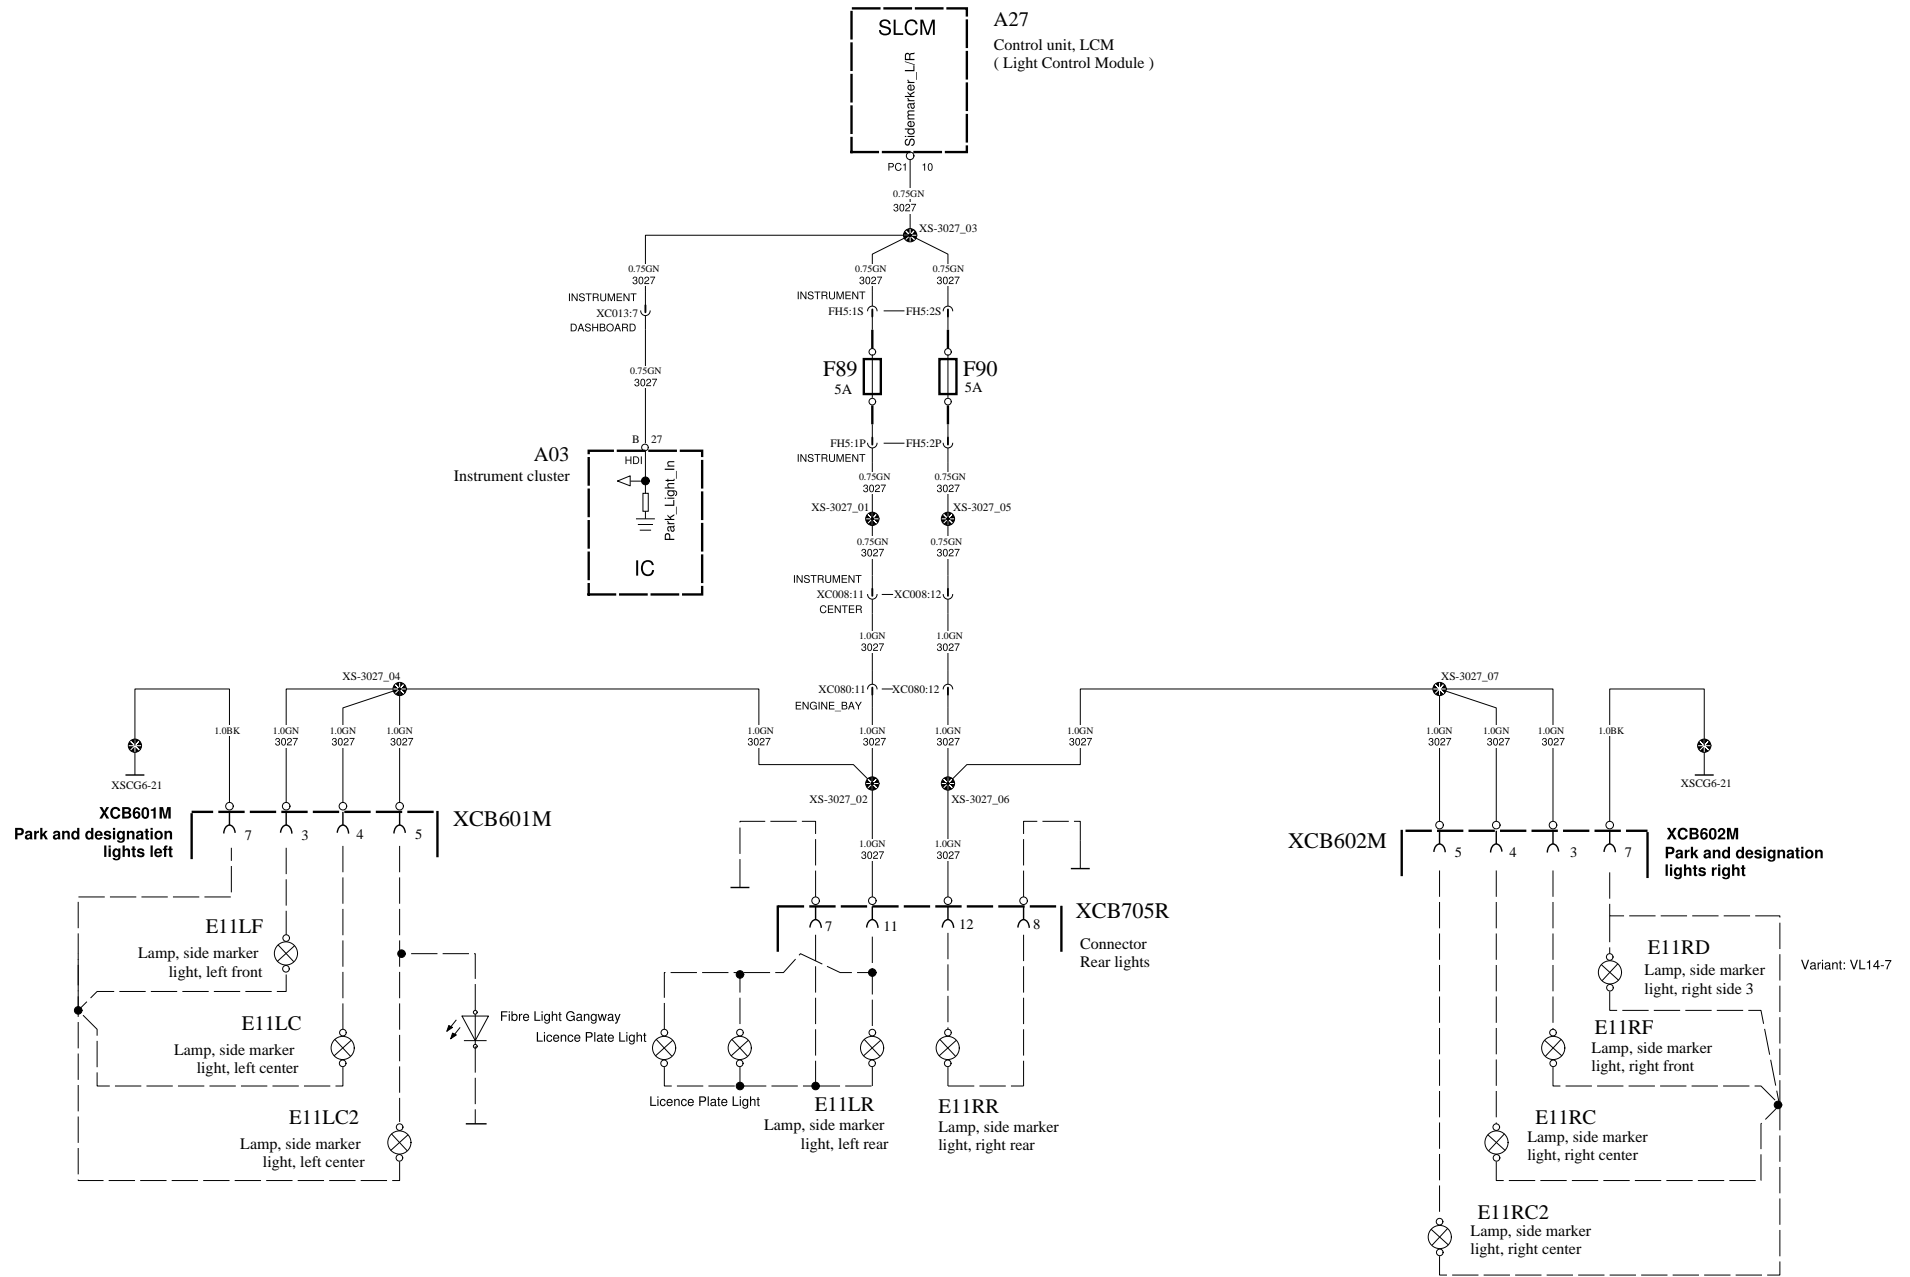 SLCM
Sidemarker_L/R
A27
Control unit, LCM
( Light Control Module )
PC1 10
0.75GN
3027
XS-3027_03
0.75GN
3027
0.75GN
3027
0.75GN
3027
INSTRUMENT
XC013:7
DASHBOARD
INSTRUMENT
FH5:1S
FH5:2S
0.75GN
3027
F89
5A
F90
5A
B 27
A03
Instrument cluster
HDI
Park_Light_In
IC
FH5:1P
FH5:2P
INSTRUMENT
0.75GN
3027
0.75GN
3027
XS-3027_01
XS-3027_05
0.75GN
3027
0.75GN
3027
INSTRUMENT
XC008:11
XC008:12
CENTER
1.0GN
3027
1.0GN
3027
XS-3027_04
XC080:11
XC080:12
ENGINE_BAY
XS-3027_07
1.0BK
1.0GN
3027
1.0GN
3027
1.0GN
3027
1.0GN
3027
1.0GN
3027
1.0GN
3027
1.0GN
3027
1.0GN
3027
1.0GN
3027
1.0GN
3027
1.0BK
XSCG6-21
XSCG6-21
XS-3027_02
XS-3027_06
XCB601M
Park and designation
lights left
7
3
4
5
XCB601M
1.0GN
3027
1.0GN
3027
XCB602M
5
4
3
7
XCB602M
Park and designation
lights right
7
11
12
8
XCB705R
Connector
Rear lights
E11LF
Lamp, side marker
light, left front
E11LC
Lamp, side marker
light, left center
E11LC2
Lamp, side marker
light, left center
Fibre Light Gangway
Licence Plate Light
Licence Plate Light
E11LR
Lamp, side marker
light, left rear
E11RR
Lamp, side marker
light, right rear
E11RD
Lamp, side marker
light, right side 3
Variant: VL14-7
E11RF
Lamp, side marker
light, right front
E11RC
Lamp, side marker
light, right center
E11RC2
Lamp, side marker
light, right center